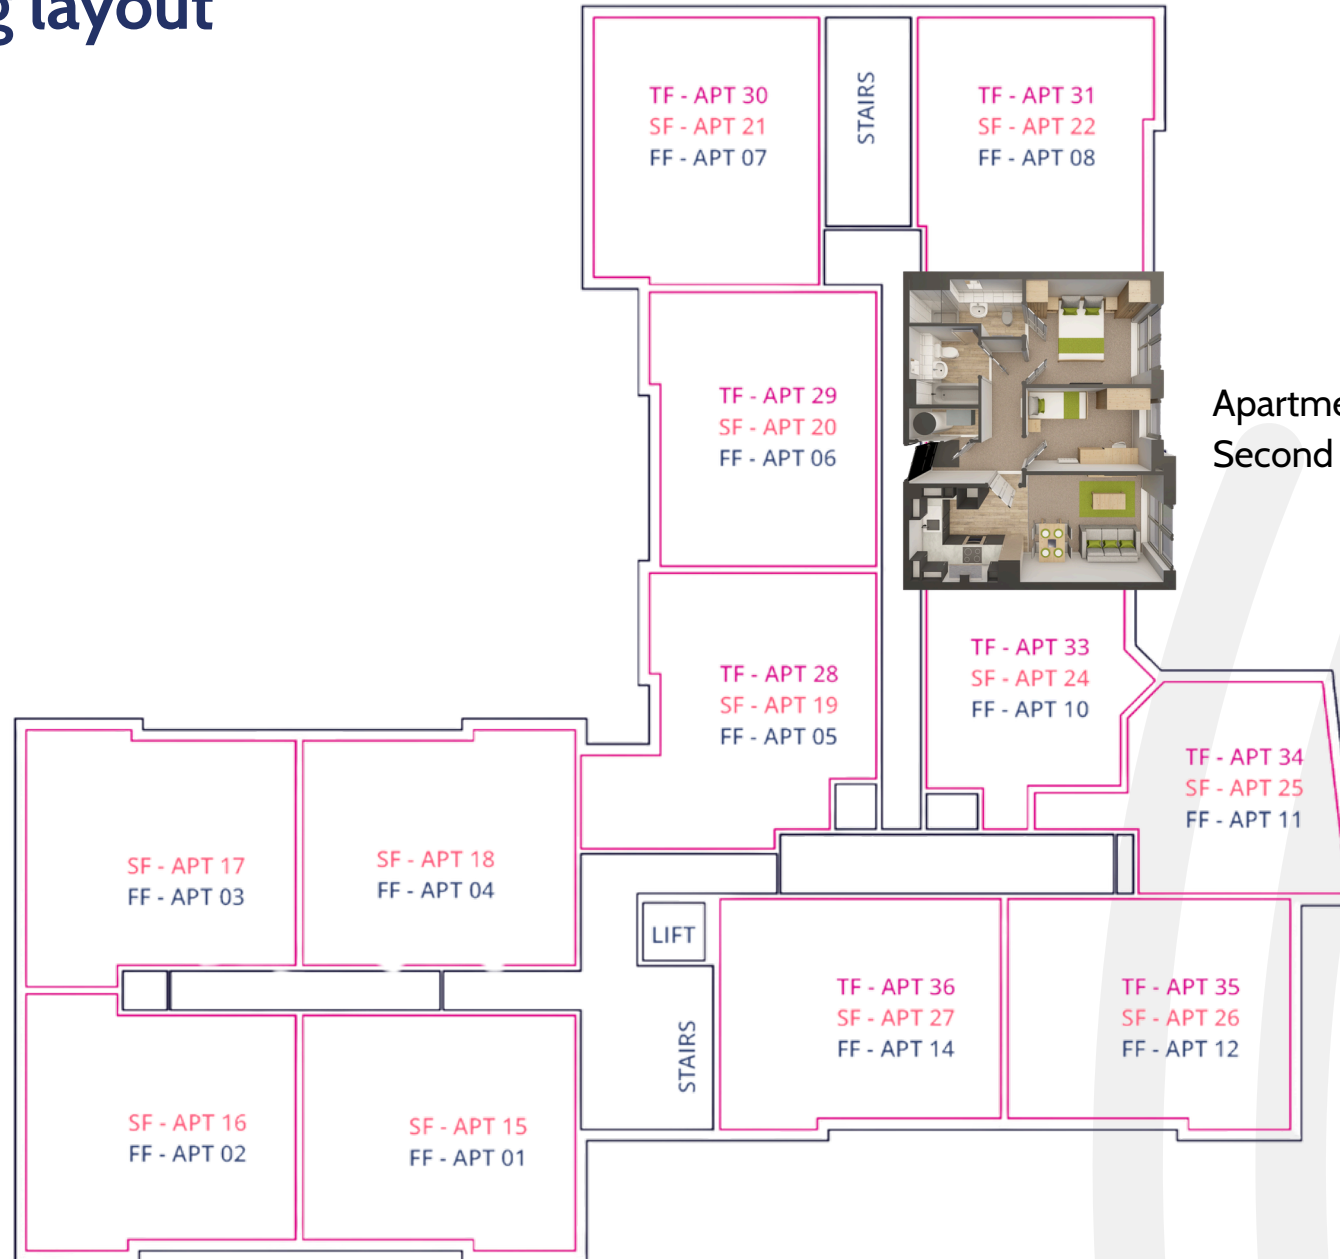 g layout
TF - APT 30
SF - APT 21
FF - APT 07
STAIRS
TF - APT 31
SF - APT 22
FF - APT 08
TF - APT 29
SF - APT 20
FF - APT 06
Apartme
Second
TF - APT 28
SF - APT 19
FF - APT 05
TF - APT 33
SF - APT 24
FF - APT 10
TF - APT 34
SF - APT 25
FF - APT 11
SF - APT 17
FF - APT 03
SF - APT 18
FF - APT 04
LIFT
TF - APT 36
SF - APT 27
FF - APT 14
TF - APT 35
SF - APT 26
FF - APT 12
STAIRS
SF - APT 16
FF - APT 02
SF - APT 15
FF - APT 01